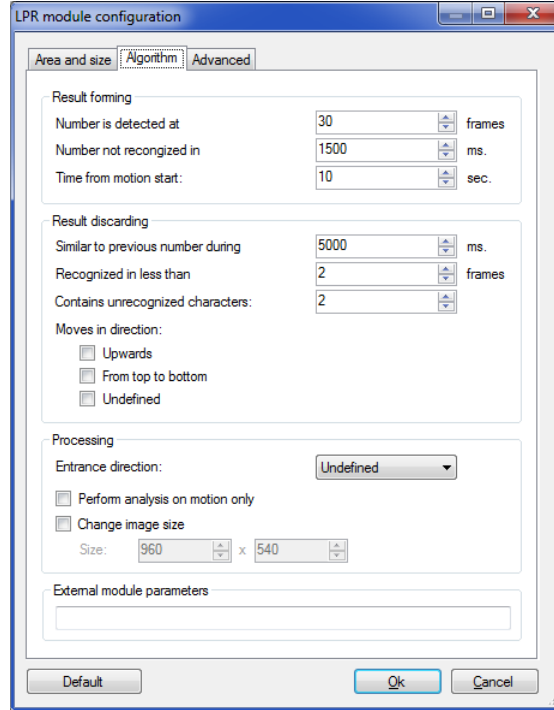 LPR module configuration
Area and size Algorithm Advanced
Result forming
Number is detected at 30 frames
Number not recongized in 1500 ms.
Time from motion start: 10 sec.
Result discarding
Similar to previous number during 5000 ms.
Recognized in less than 2 frames
Contains unrecognized characters: 2
Moves in direction:
Upwards
From top to bottom
Undefined
Processing
Entrance direction: Undefined
Perform analysis on motion only
Change image size
Size: 960 x 540
External module parameters
Default Ok Cancel